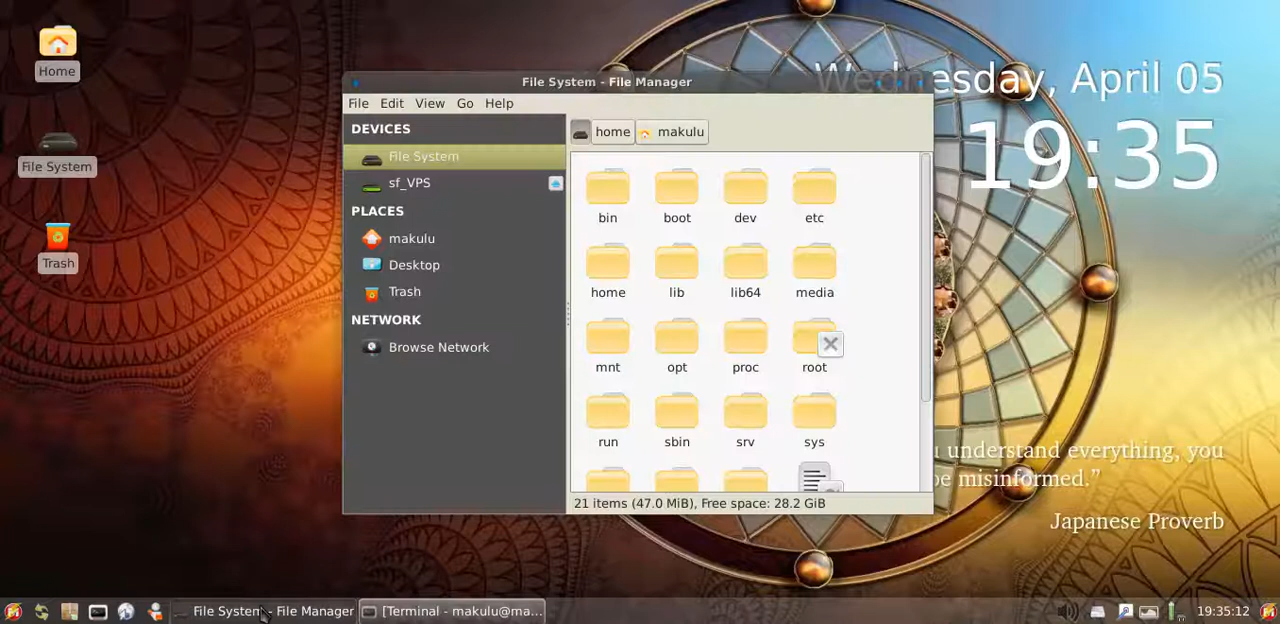 Home
File System
Trash
File System - File Manager
File Edit View Go Help
DEVICES
File System
sf_VPS
PLACES
makulu
Desktop
Trash
NETWORK
Browse Network
home makulu
bin boot dev etc
home lib lib64 media
mnt opt proc root
run sbin srv sys
21 items (47.0 MiB), Free space: 28.2 GiB
Wednesday, April 05
19:35
understand everything, you
be misinformed.”
Japanese Proverb
File System - File Manager
[Terminal - makulu@ma...
19:35:12